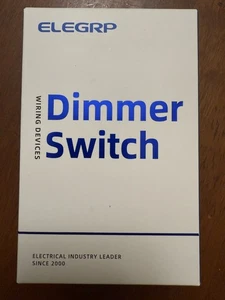 ELEGRP
WIRING DEVICES
Dimmer
Switch
ELECTRICAL INDUSTRY LEADER
SINCE 2000